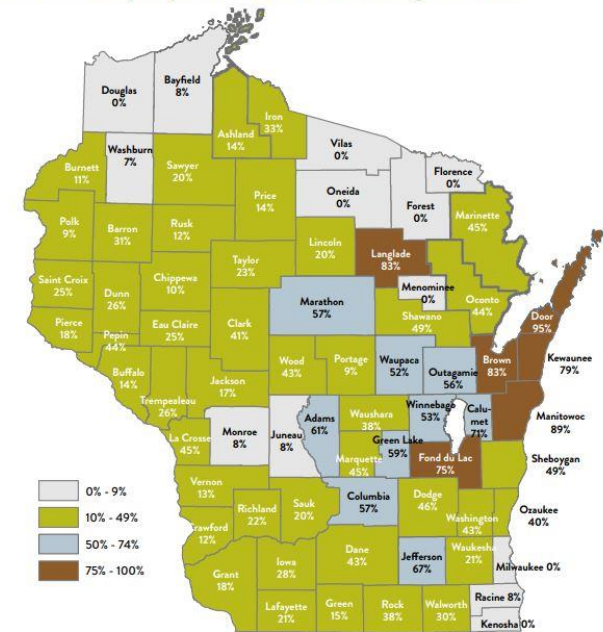 Douglas
0%
Bayfield
8%
Iron
33%
Ashland
14%
Washburn
7%
Vilas
0%
Florence
0%
Burnett
11%
Sawyer
20%
Oneida
0%
Forest
0%
Price
14%
Marinette
45%
Polk
9%
Barron
31%
Rusk
12%
Lincoln
20%
Langlade
83%
Taylor
23%
Chippewa
10%
Saint Croix
25%
Dunn
26%
Menominee
0%
Oconto
44%
Door
95%
Marathon
57%
Shawano
49%
Pierce
18%
Pepin
44%
Eau Claire
25%
Clark
41%
Brown
83%
Kewaunee
79%
Buffalo
14%
Wood
43%
Portage
9%
Waupaca
52%
Outagamie
56%
Trempealeau
26%
Jackson
17%
Manitowoc
89%
Winnebago
53%
Calu-
met
71%
Adams
61%
Waushara
38%
La Crosse
45%
Monroe
8%
Juneau
8%
Green Lake
59%
Marquette
45%
Fond du Lac
75%
Sheboygan
49%
Vernon
13%
0% - 9%
10% - 49%
50% - 74%
75% - 100%
Columbia
57%
Dodge
46%
Ozaukee
40%
Richland
22%
Sauk
20%
Washington
43%
Crawford
12%
Dane
43%
Jefferson
67%
Waukesha
21%
Milwaukee 0%
Iowa
28%
Grant
18%
Racine 8%
Lafayette
21%
Green
15%
Rock
38%
Walworth
30%
Kenosha 0%